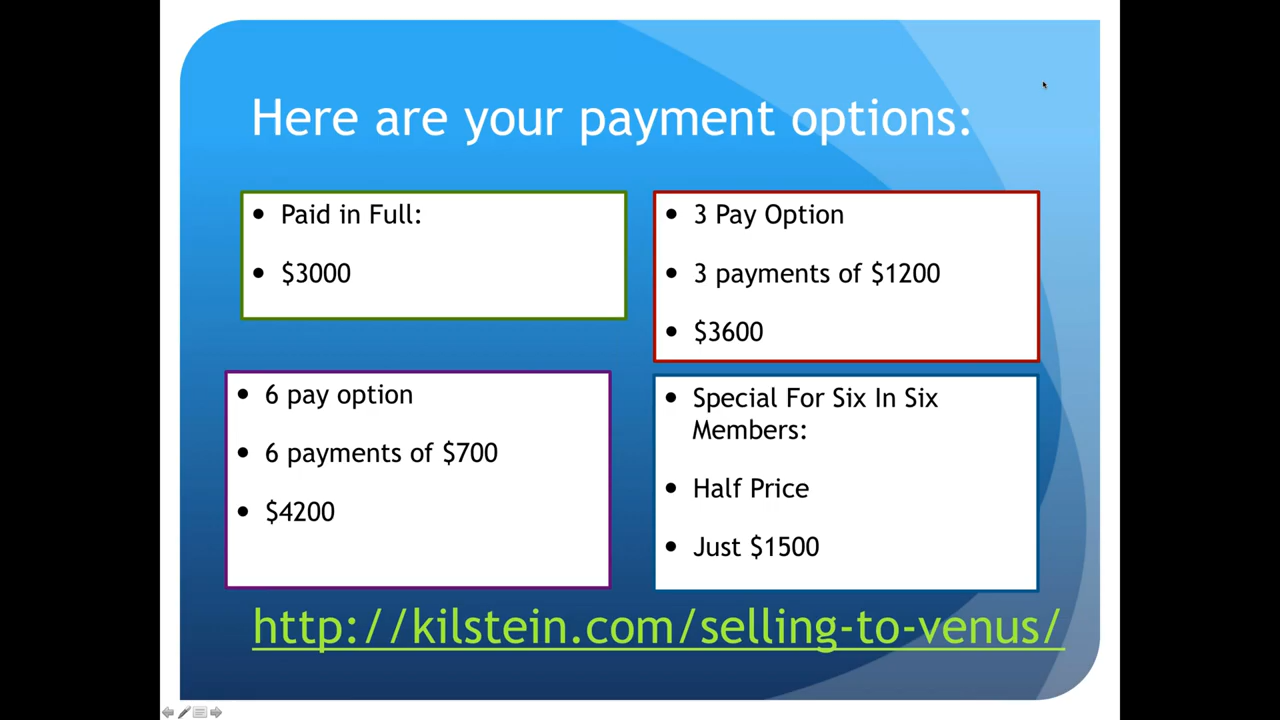 Here are your payment options:
• Paid in Full:
• $3000
• 3 Pay Option
• 3 payments of $1200
• $3600
• 6 pay option
• 6 payments of $700
• $4200
• Special For Six In Six
Members:
• Half Price
• Just $1500
http://kilstein.com/selling-to-venus/